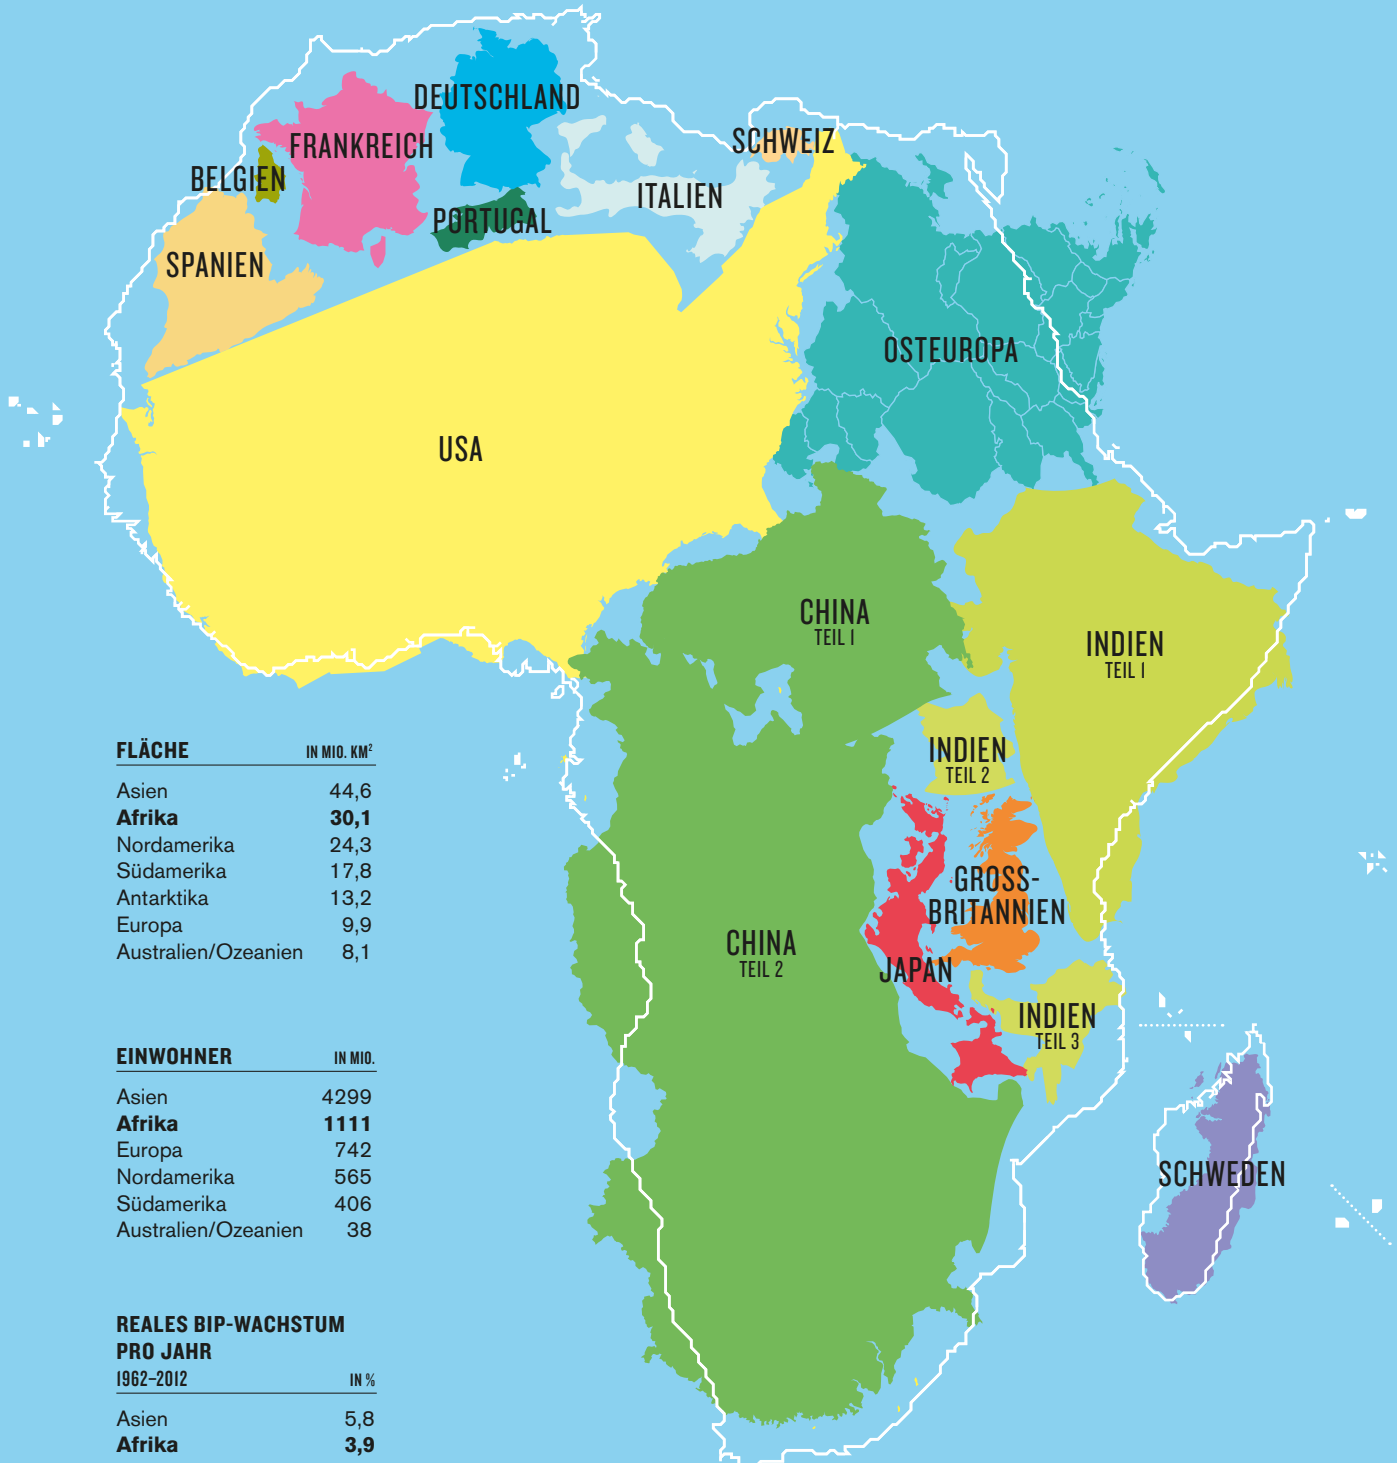 DEUTSCHLAND
FRANKREICH
SCHWEIZ
BELGIEN
ITALIEN
PORTUGAL
SPANIEN
OSTEUROPA
USA
CHINA
TEIL 1
INDIEN
TEIL 1
INDIEN
TEIL 2
GROSS-
BRITANNIEN
CHINA
TEIL 2
JAPAN
INDIEN
TEIL 3
SCHWEDEN
FLÄCHE IN MIO. KM²
Asien 44,6
Afrika 30,1
Nordamerika 24,3
Südamerika 17,8
Antarktika 13,2
Europa 9,9
Australien/Ozeanien 8,1
EINWOHNER IN MIO.
Asien 4299
Afrika 1111
Europa 742
Nordamerika 565
Südamerika 406
Australien/Ozeanien 38
REALES BIP-WACHSTUM
PRO JAHR
1962–2012 IN %
Asien 5,8
Afrika 3,9